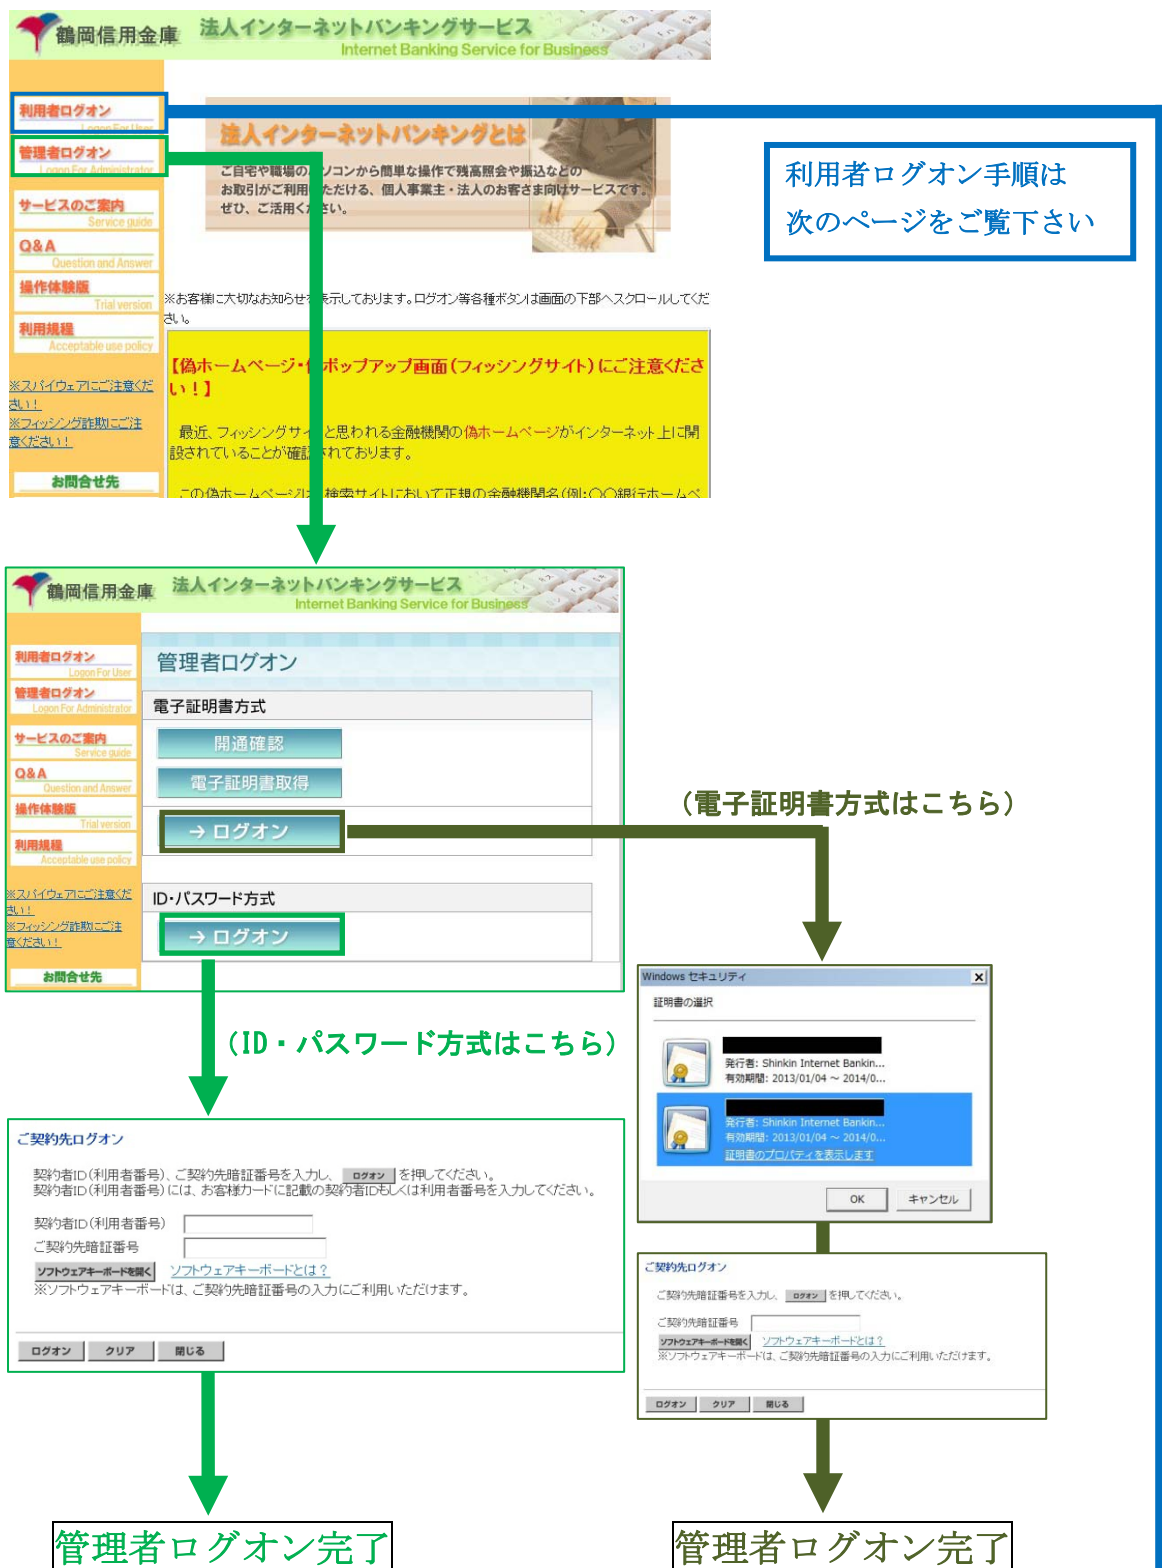 鶴岡信用金庫
法人インターネットバンキングサービス
Internet Banking Service for Business
利用者ログオン
Logon For User
管理者ログオン
Logon For Administrator
サービスのご案内
Service guide
Q&A
Question and Answer
操作体験版
Trial version
利用規程
Acceptable use policy
※スパイウェアにご注意くだ
さい！
※フィッシング詐欺にご注
意ください！
お問合せ先
法人インターネットバンキングとは
ご自宅や職場のパソコンから簡単な操作で残高照会や振込などの
お取引がご利用いただける、個人事業主・法人のお客さま向けサービスです。
ぜひ、ご活用ください。
※お客様に大切なお知らせを表示しております。ログオン等各種ボタンは画面の下部へスクロールしてくだ
さい。
【偽ホームページ・偽ポップアップ画面（フィッシングサイト）にご注意くださ
い！】
最近、フィッシングサイトと思われる金融機関の偽ホームページがインターネット上に開
設されていることが確認されております。
この偽ホームページは、検索サイトにおいて正規の金融機関名（例：〇〇銀行ホームペ
利用者ログオン手順は
次のページをご覧下さい
鶴岡信用金庫
法人インターネットバンキングサービス
Internet Banking Service for Business
利用者ログオン
Logon For User
管理者ログオン
Logon For Administrator
サービスのご案内
Service guide
Q&A
Question and Answer
操作体験版
Trial version
利用規程
Acceptable use policy
※スパイウェアにご注意くだ
さい！
※フィッシング詐欺にご注
意ください！
お問合せ先
管理者ログオン
電子証明書方式
開通確認
電子証明書取得
→ ログオン
ID・パスワード方式
→ ログオン
（電子証明書方式はこちら）
（ID・パスワード方式はこちら）
Windows セキュリティ
証明書の選択
発行者: Shinkin Internet Bankin...
有効期間: 2013/01/04 ～ 2014/0...
発行者: Shinkin Internet Bankin...
有効期間: 2013/01/04 ～ 2014/0...
証明書のプロパティを表示します
OK キャンセル
ご契約先ログオン
契約者ID（利用者番号）、ご契約先暗証番号を入力し、 ログオン を押してください。
契約者ID（利用者番号）には、お客様カードに記載の契約者IDもしくは利用者番号を入力してください。
契約者ID（利用者番号）
ご契約先暗証番号
ソフトウェアキーボードを開く ソフトウェアキーボードとは？
※ソフトウェアキーボードは、ご契約先暗証番号の入力にご利用いただけます。
ログオン クリア 閉じる
ご契約先ログオン
ご契約先暗証番号を入力し、 ログオン を押してください。
ご契約先暗証番号
ソフトウェアキーボードを開く ソフトウェアキーボードとは？
※ソフトウェアキーボードは、ご契約先暗証番号の入力にご利用いただけます。
ログオン クリア 閉じる
管理者ログオン完了
管理者ログオン完了